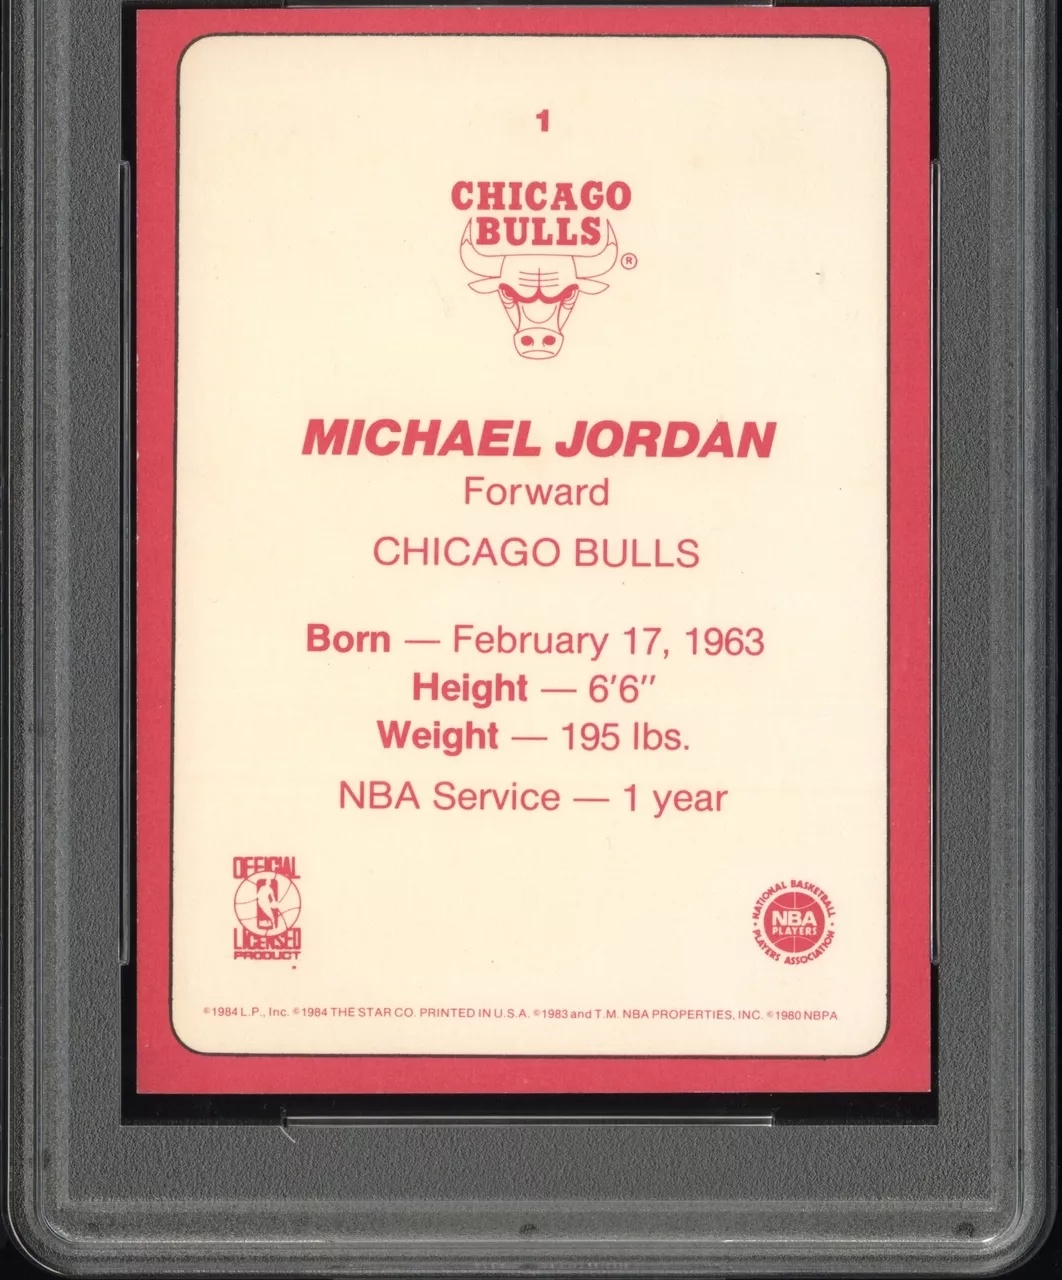 1
CHICAGO
BULLS
®
MICHAEL JORDAN
Forward
CHICAGO BULLS
Born — February 17, 1963
Height — 6'6"
Weight — 195 lbs.
NBA Service — 1 year
OFFICIAL
LICENSED
PRODUCT
NATIONAL BASKETBALL
NBA
PLAYERS
PLAYERS ASSOCIATION
©1984 L.P., Inc. ©1984 THE STAR CO. PRINTED IN U.S.A. ©1983 and T.M. NBA PROPERTIES, INC. ©1980 NBPA